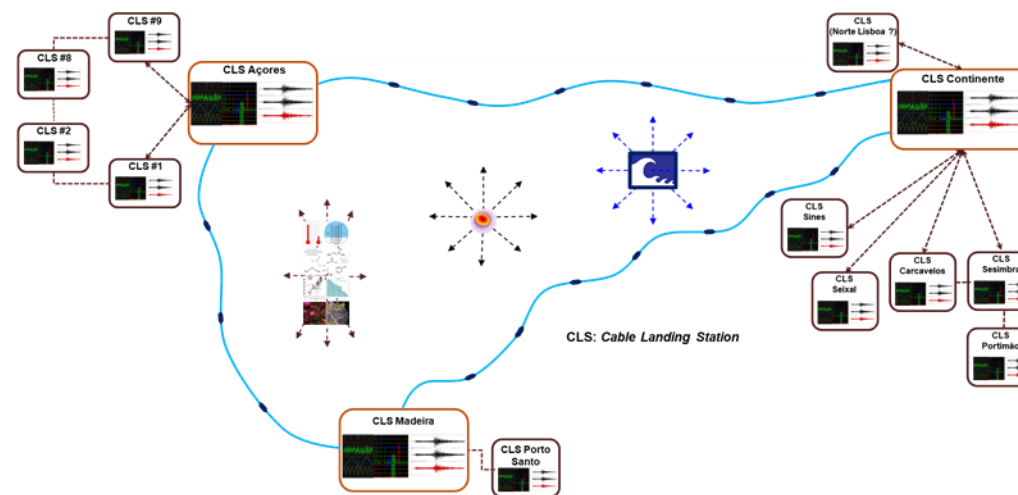 CLS #9
CLS #8
CLS #2
CLS #1
CLS Açores
CLS
(Norte Lisboa ?)
CLS Continente
CLS
Sines
CLS
Seixal
CLS
Carcavelos
CLS
Sesimbra
CLS
Portimão
CLS: Cable Landing Station
CLS Madeira
CLS Porto
Santo